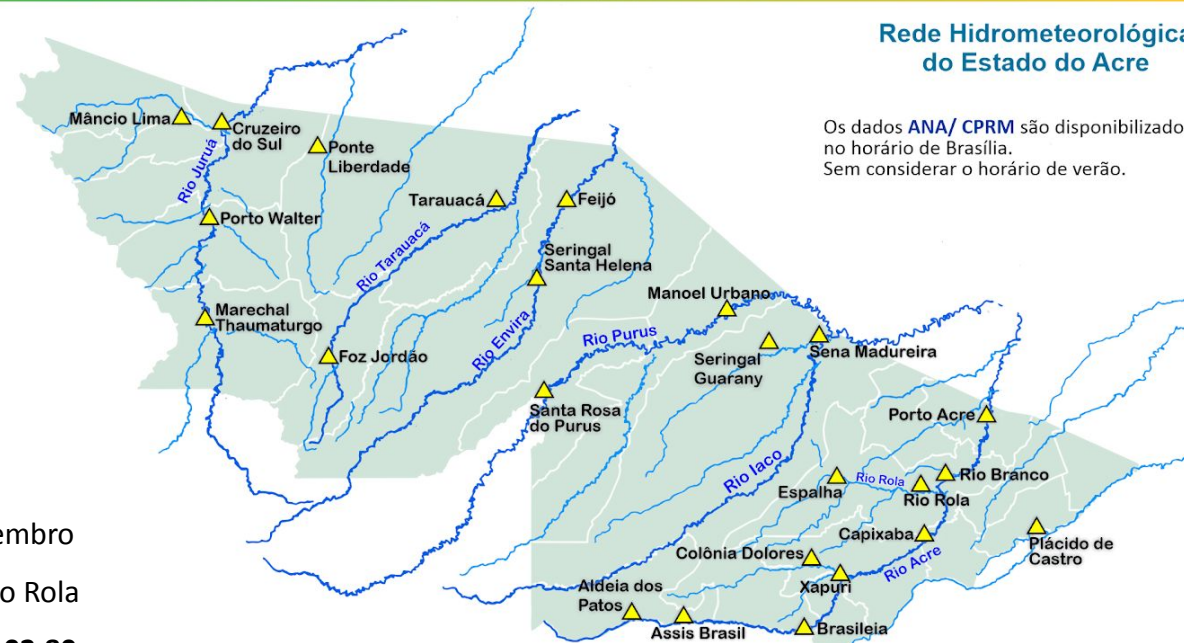 Rede Hidrometeorológica
do Estado do Acre
Os dados ANA/ CPRM são disponibilizado
no horário de Brasília.
Sem considerar o horário de verão.
Mâncio Lima
Cruzeiro
do Sul
Ponte
Liberdade
Rio Juruá
Tarauacá
Feijó
Porto Walter
Rio Tarauacá
Seringal
Santa Helena
Manoel Urbano
Marechal
Thaumaturgo
Foz Jordão
Rio Envira
Rio Purus
Seringal
Guarany
Sena Madureira
Santa Rosa
do Purus
Porto Acre
Rio Iaco
Espalha
Rio Rola
Rio Rola
Rio Branco
Capixaba
Plácido de
Castro
Colônia Dolores
Xapuri
Rio Acre
Aldeia dos
Patos
Assis Brasil
Brasileia
embro
o Rola